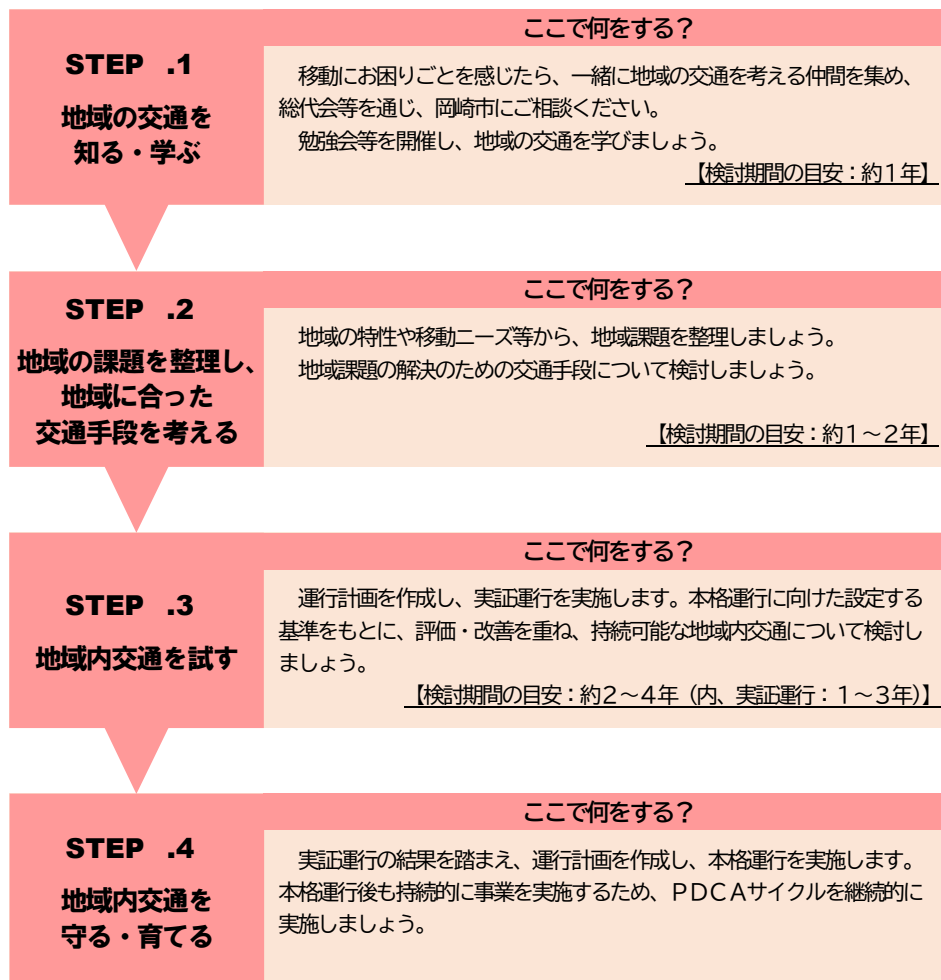 STEP .1
地域の交通を
知る・学ぶ
ここで何をする？
移動にお困りごとを感じたら、一緒に地域の交通を考える仲間を集め、
総代会等を通じ、岡崎市にご相談ください。
勉強会等を開催し、地域の交通を学びましょう。
【検討期間の目安：約１年】
STEP .2
地域の課題を整理し、
地域に合った
交通手段を考える
ここで何をする？
地域の特性や移動ニーズ等から、地域課題を整理しましょう。
地域課題の解決のための交通手段について検討しましょう。
【検討期間の目安：約１～２年】
STEP .3
地域内交通を試す
ここで何をする？
運行計画を作成し、実証運行を実施します。本格運行に向けた設定する
基準をもとに、評価・改善を重ね、持続可能な地域内交通について検討し
ましょう。
【検討期間の目安：約２～４年（内、実証運行：１～３年）】
STEP .4
地域内交通を
守る・育てる
ここで何をする？
実証運行の結果を踏まえ、運行計画を作成し、本格運行を実施します。
本格運行後も持続的に事業を実施するため、ＰＤＣＡサイクルを継続的に
実施しましょう。